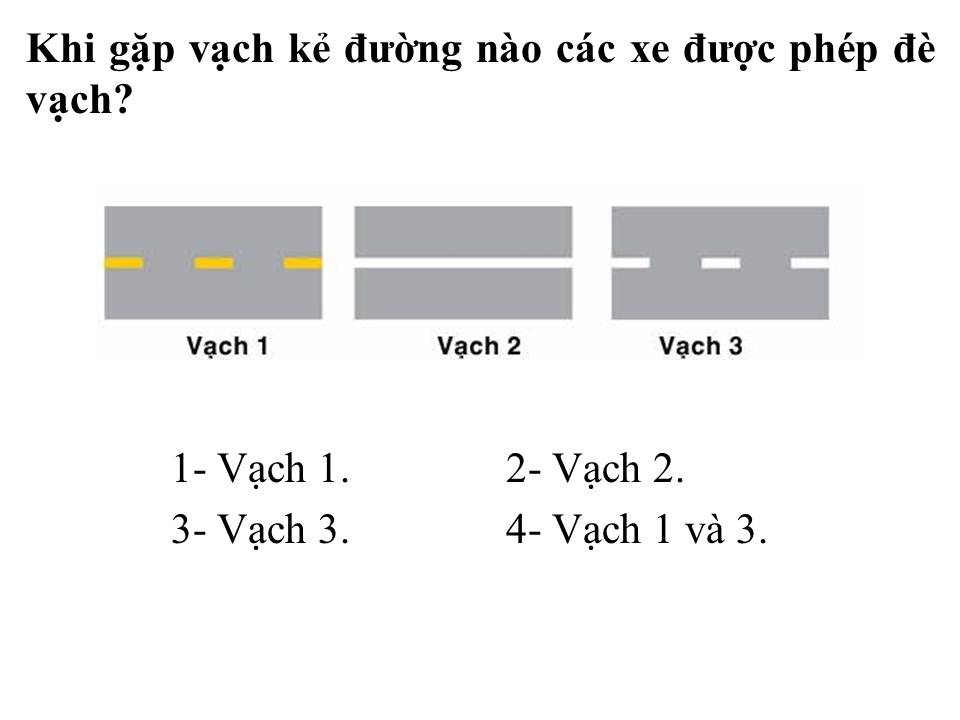 Khi gặp vạch kẻ đường nào các xe được phép đè
vạch?
Vạch 1 Vạch 2 Vạch 3
1- Vạch 1. 2- Vạch 2.
3- Vạch 3. 4- Vạch 1 và 3.